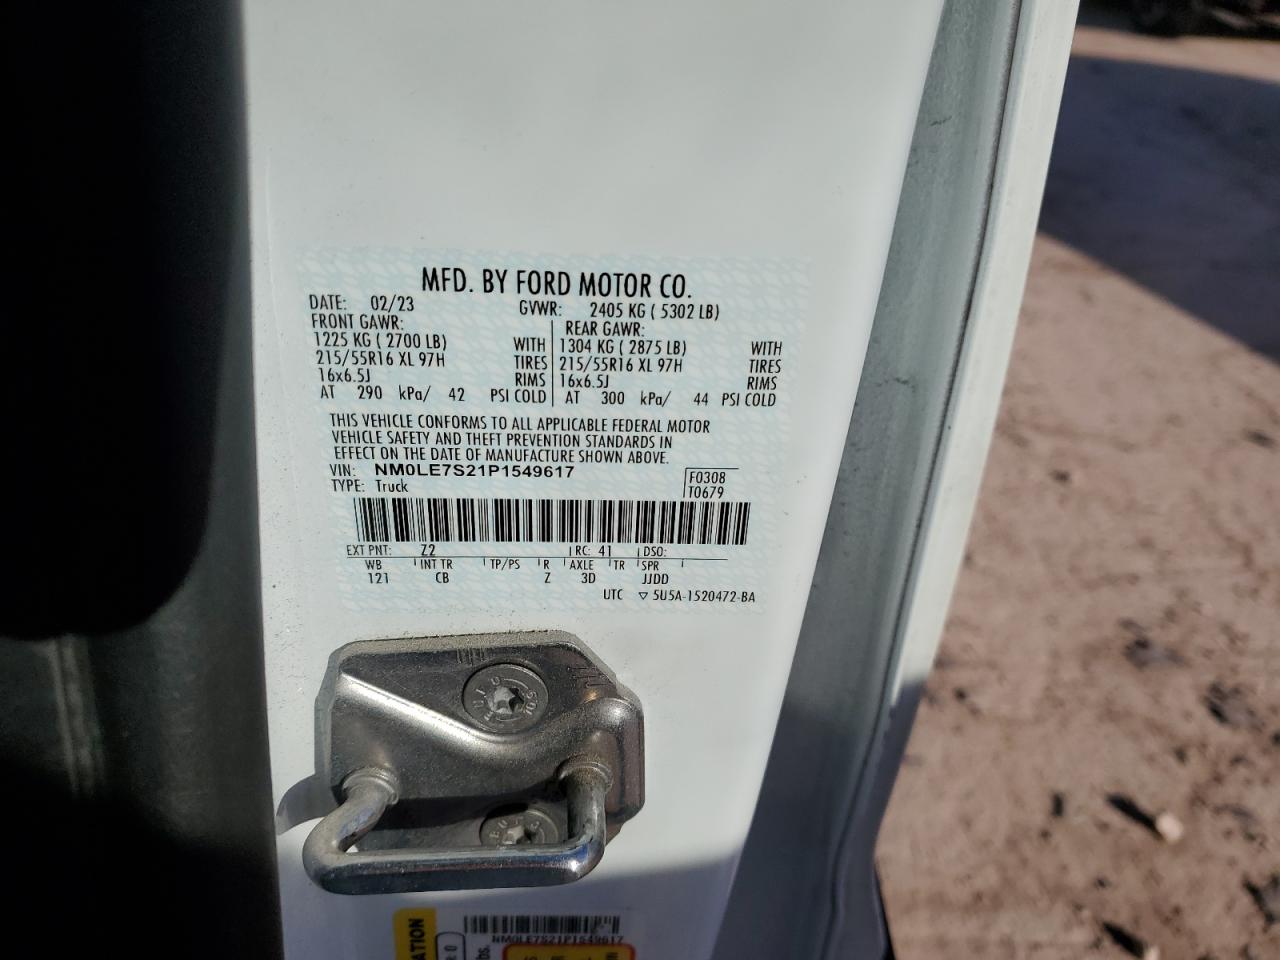 MFD. BY FORD MOTOR CO.
DATE: 02/23 GVWR: 2405 KG ( 5302 LB)
FRONT GAWR: REAR GAWR:
1225 KG ( 2700 LB) WITH 1304 KG ( 2875 LB) WITH
215/55R16 XL 97H TIRES 215/55R16 XL 97H TIRES
16x6.5J RIMS 16x6.5J RIMS
AT 290 kPa/ 42 PSI COLD AT 300 kPa/ 44 PSI COLD
THIS VEHICLE CONFORMS TO ALL APPLICABLE FEDERAL MOTOR
VEHICLE SAFETY AND THEFT PREVENTION STANDARDS IN
EFFECT ON THE DATE OF MANUFACTURE SHOWN ABOVE.
VIN: NM0LE7S21P1549617 F0308
TYPE: Truck T0679
EXT PNT: Z2 RC: 41 DSO:
WB INT TR TP/PS R AXLE TR SPR
121 CB Z 3D JJDD
UTC ▽ 5U5A-1520472-BA
NM0LE7S21P1549617